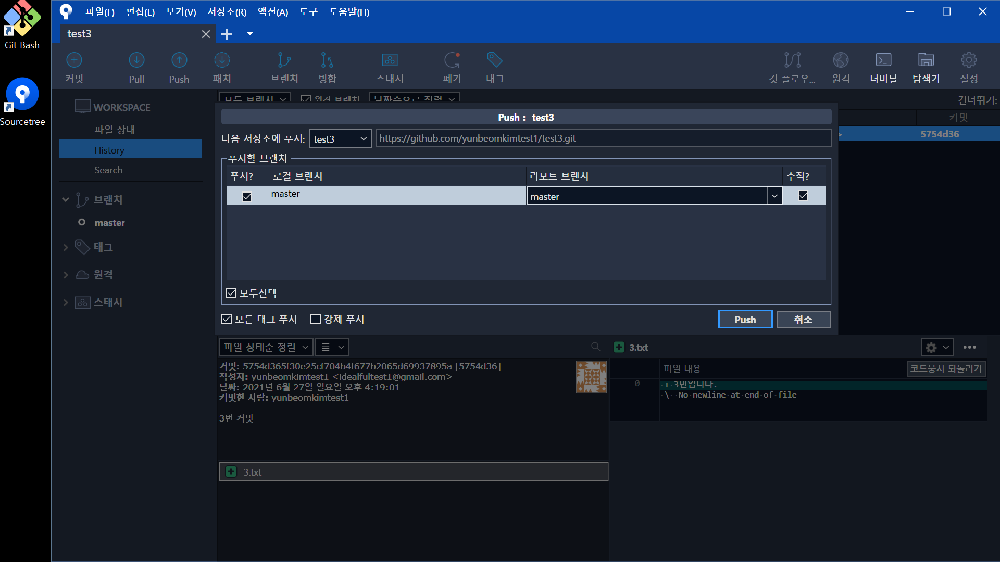 Git Bash
Sourcetree
파일(F) 편집(E) 보기(V) 저장소(R) 액션(A) 도구 도움말(H)
test3
커밋 Pull Push 패치 브랜치 병합 스태시 폐기 태그 깃 플로우... 원격 터미널 탐색기 설정
모든 브랜치 원격 브랜치 날짜순으로 정렬 건너뛰기:
WORKSPACE
파일 상태
History
Search
브랜치
master
태그
원격
스태시
커밋
5754d36
Push : test3
다음 저장소에 푸시: test3 https://github.com/yunbeomkimtest1/test3.git
푸시할 브랜치
푸시? 로컬 브랜치 리모트 브랜치 추적?
master master
모두선택
모든 태그 푸시 강제 푸시 Push 취소
파일 상태순 정렬
커밋: 5754d365f30e25cf704b4f677b2065d69937895a [5754d36]
작성자: yunbeomkimtest1 <idealfultest1@gmail.com>
날짜: 2021년 6월 27일 일요일 오후 4:19:01
커밋한 사람: yunbeomkimtest1
3번 커밋
3.txt
3.txt
파일 내용 코드뭉치 되돌리기
0 + 3번입니다.
\ No newline at end of file